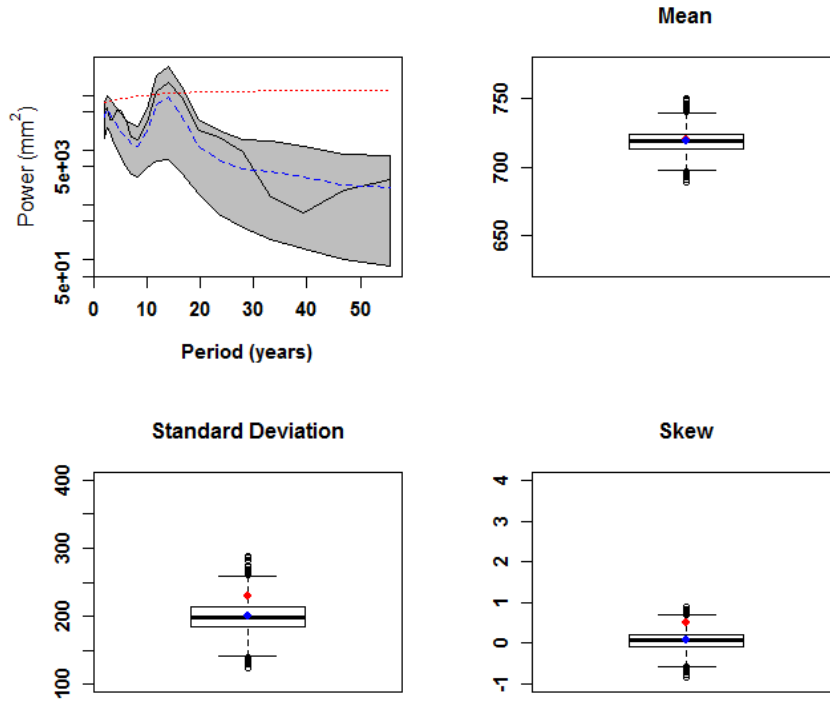 Power (mm²)
5e+03
5e+01
0 10 20 30 40 50
Period (years)
Mean
750
700
650
Standard Deviation
400
300
200
100
Skew
4
3
2
1
0
-1